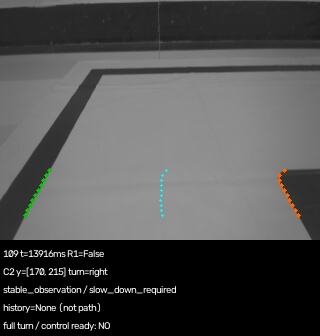 109 t=13916ms R1=False
C2 y=[170, 215] turn=right
stable_observation / slow_down_required
history=None (not path)
full turn / control ready: NO